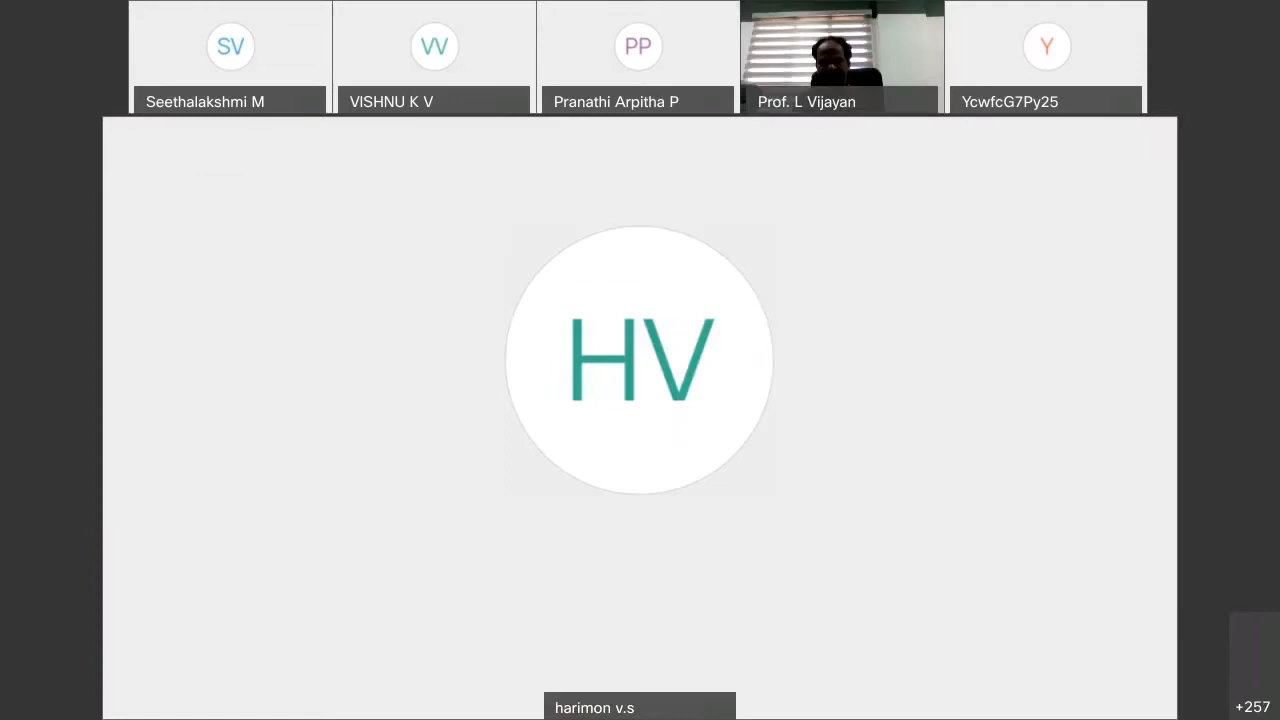 SV
VV
PP
Y
Seethalakshmi M
VISHNU K V
Pranathi Arpitha P
Prof. L Vijayan
YcwfcG7Py25
HV
harimon v.s
+257